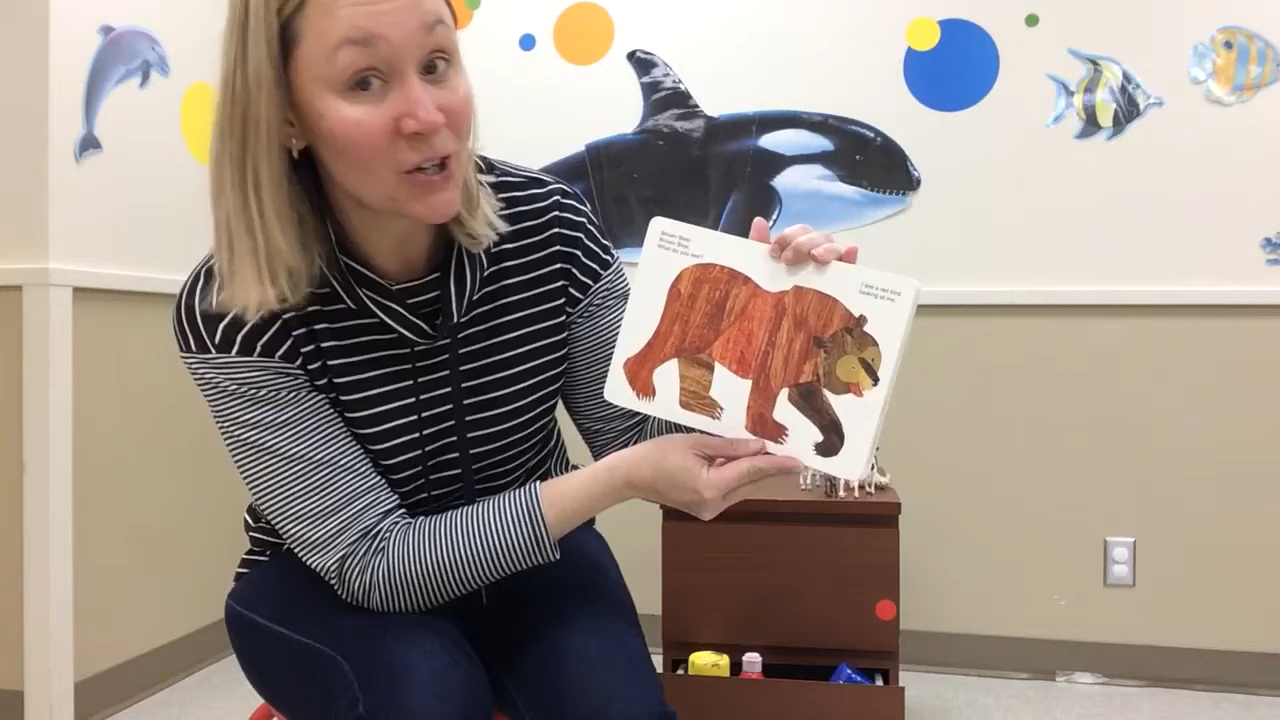 Brown Bear,
Brown Bear,
What do you see?
I see a red bird
looking at me.